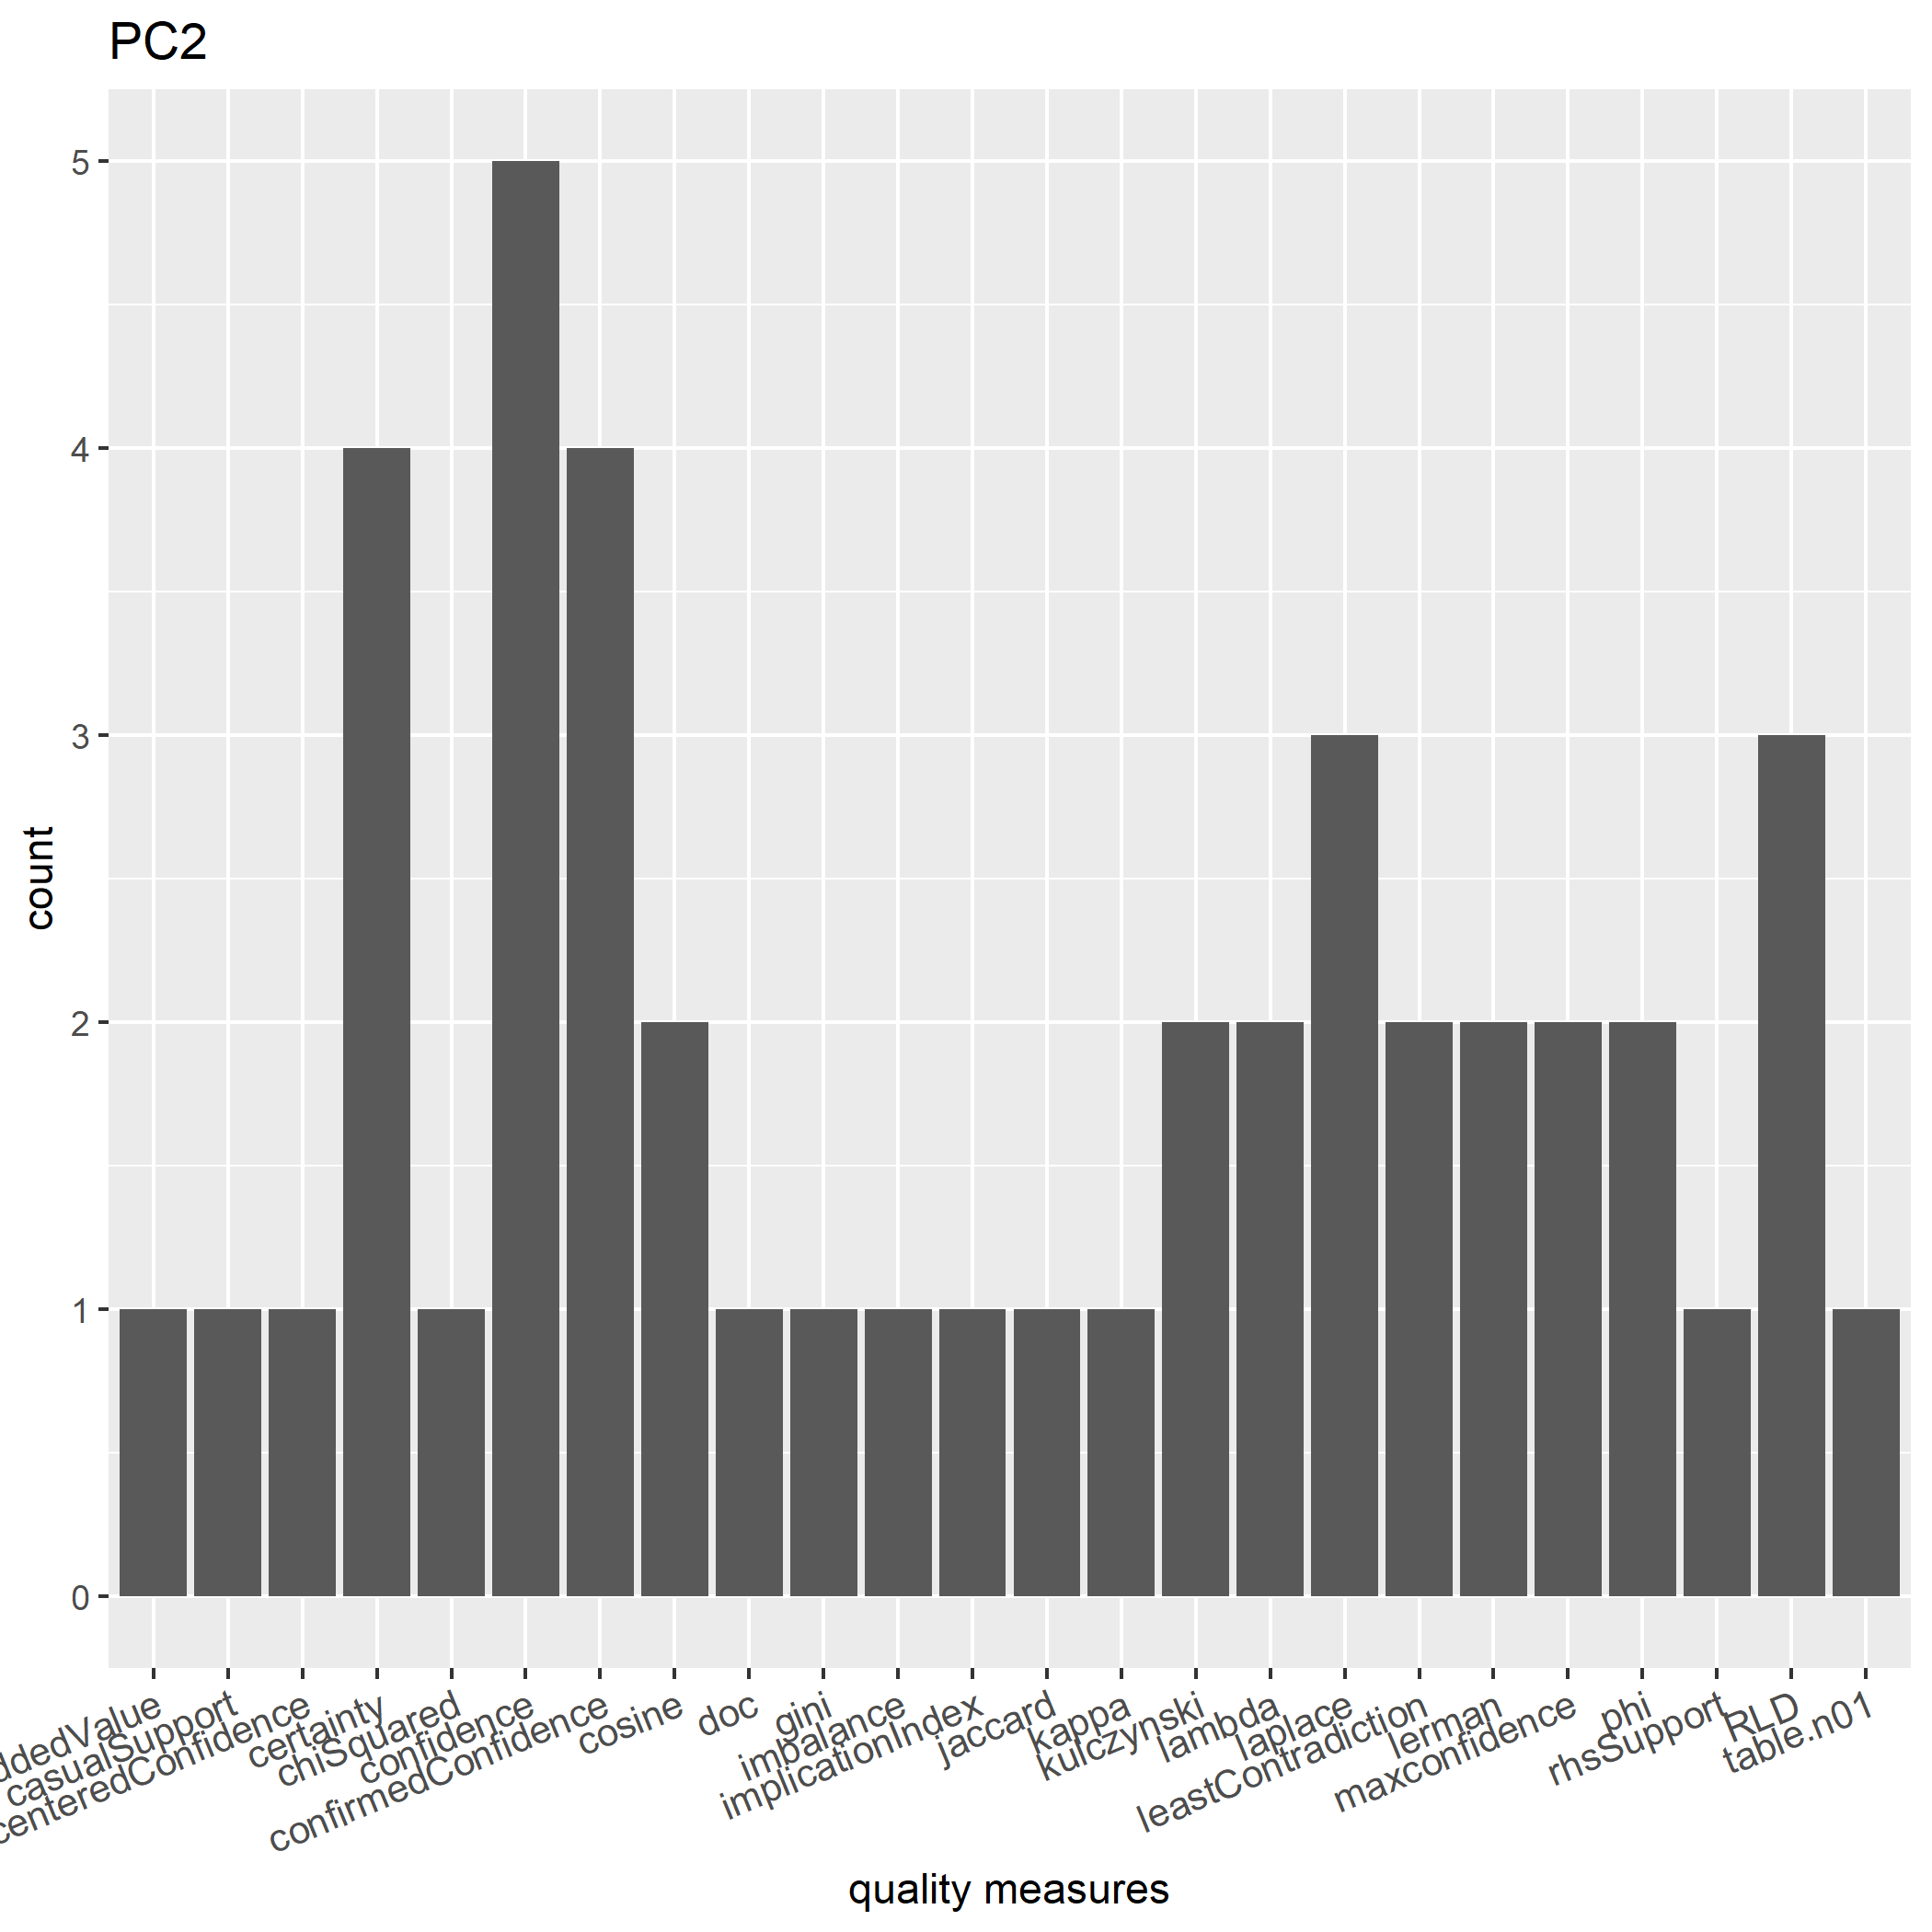 PC2
5
4
3
2
1
0
count
ddedValue
casualSupport
centeredConfidence
certainty
chiSquared
confidence
confirmedConfidence
cosine
doc
gini
imbalance
implicationIndex
jaccard
kappa
kulczynski
lambda
laplace
leastContradiction
lerman
maxconfidence
phi
rhsSupport
RLD
table.n01
quality measures